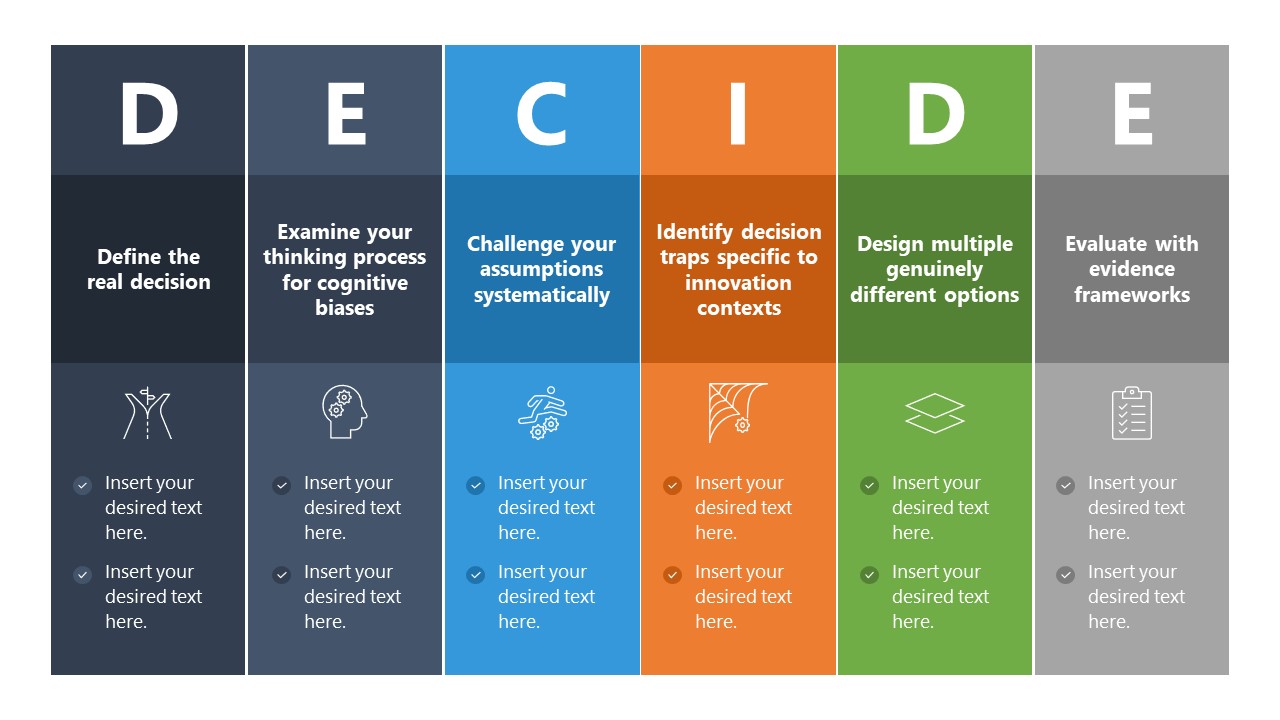 D
E
C
I
D
E
Define the
real decision
Examine your
thinking process
for cognitive
biases
Challenge your
assumptions
systematically
Identify decision
traps specific to
innovation
contexts
Design multiple
genuinely
different options
Evaluate with
evidence
frameworks
Insert your
desired text
here.
Insert your
desired text
here.
Insert your
desired text
here.
Insert your
desired text
here.
Insert your
desired text
here.
Insert your
desired text
here.
Insert your
desired text
here.
Insert your
desired text
here.
Insert your
desired text
here.
Insert your
desired text
here.
Insert your
desired text
here.
Insert your
desired text
here.